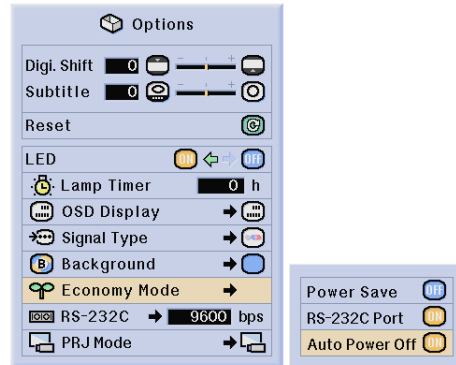 Options
Digi. Shift 0 - +
Subtitle 0 - +
Reset
LED ON OFF
Lamp Timer 0 h
OSD Display
Signal Type
B Background
Economy Mode
RS-232C 9600 bps
PRJ Mode
Power Save OFF
RS-232C Port ON
Auto Power Off ON